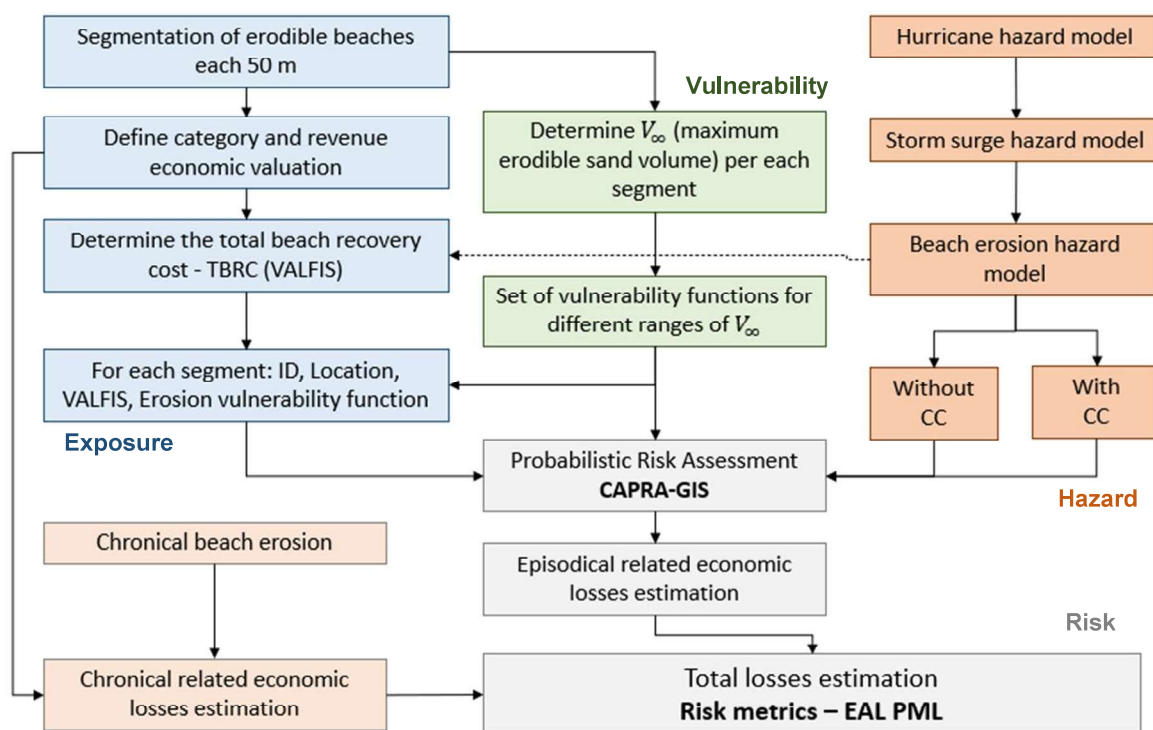 Segmentation of erodible beaches
each 50 m
Define category and revenue
economic valuation
Determine the total beach recovery
cost - TBRC (VALFIS)
For each segment: ID, Location,
VALFIS, Erosion vulnerability function
Exposure
Vulnerability
Determine V∞ (maximum
erodible sand volume) per each
segment
Set of vulnerability functions for
different ranges of V∞
Hurricane hazard model
Storm surge hazard model
Beach erosion hazard
model
Without
CC
With
CC
Hazard
Probabilistic Risk Assessment
CAPRA-GIS
Episodical related economic
losses estimation
Risk
Chronical beach erosion
Chronical related economic
losses estimation
Total losses estimation
Risk metrics – EAL PML